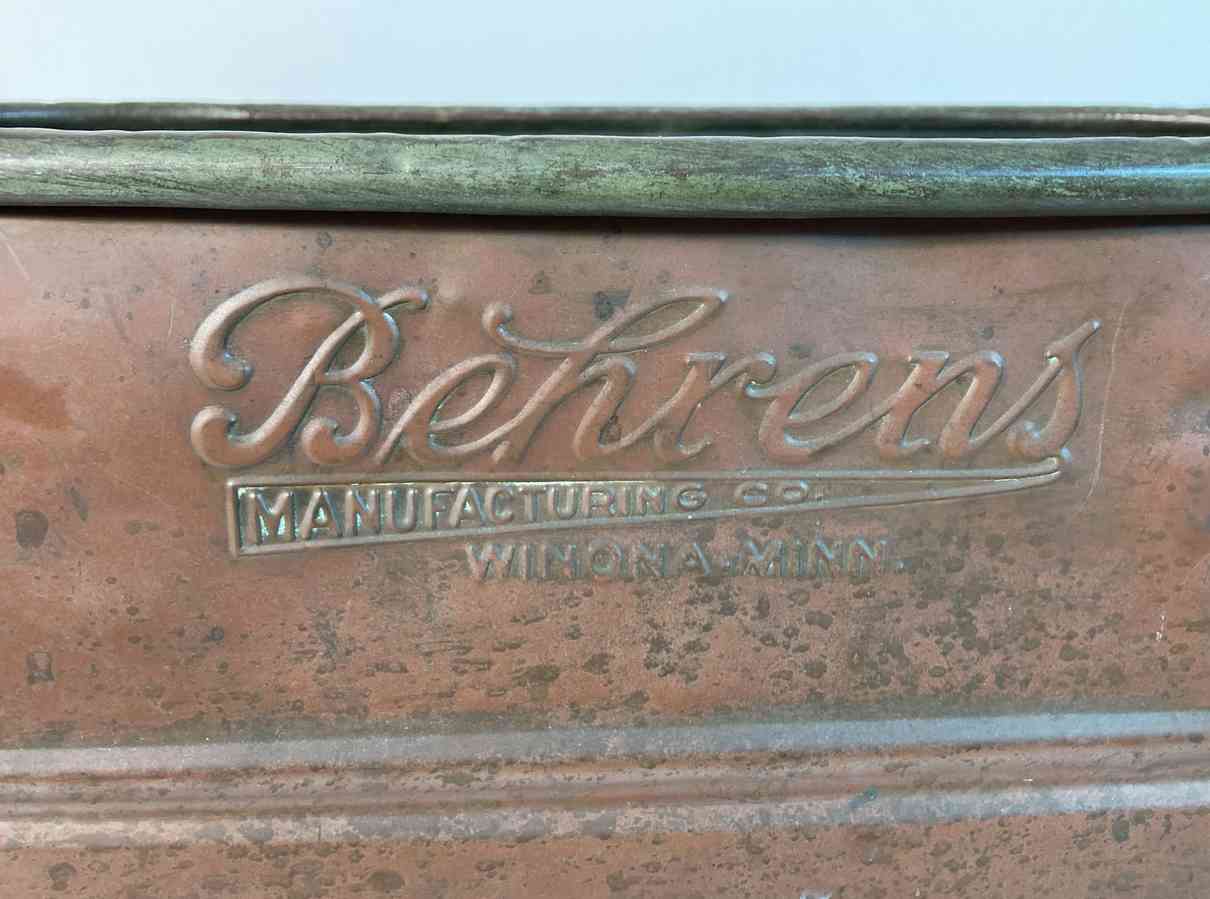 Behrens
MANUFACTURING CO.
WINONA, MINN.